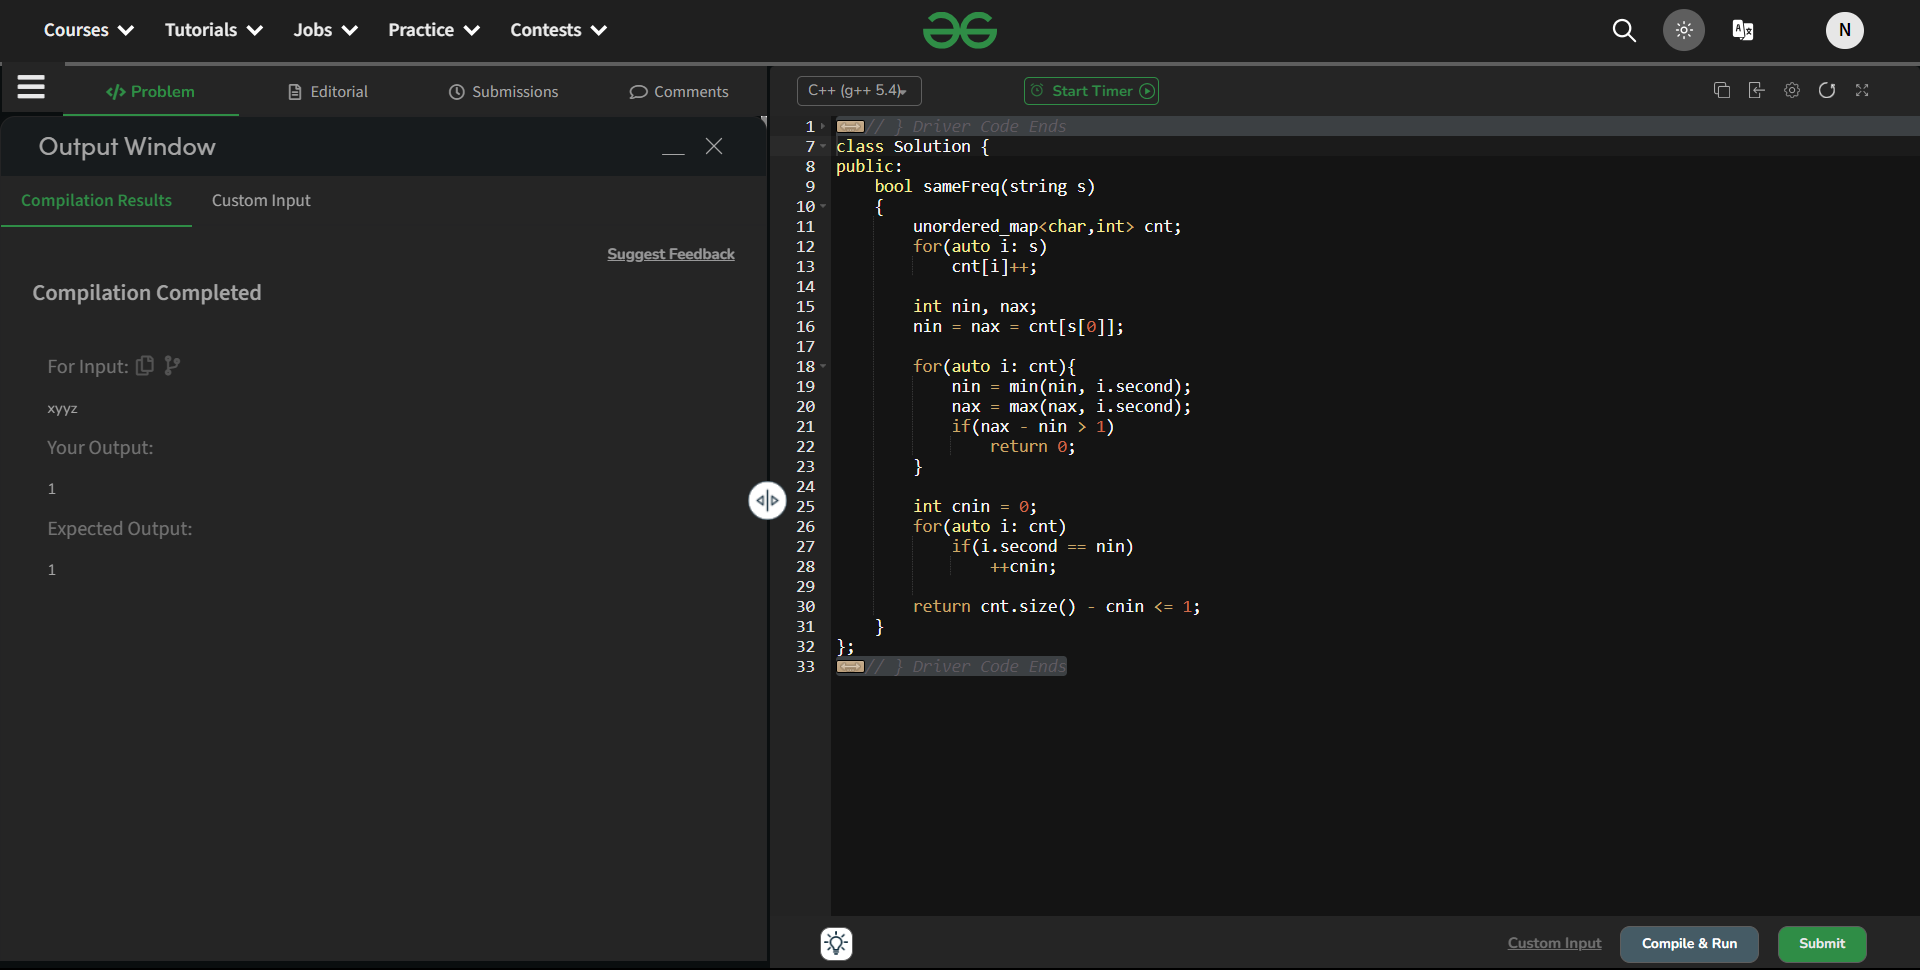 Courses Tutorials Jobs Practice Contests
N
Problem Editorial Submissions Comments
Output Window
Compilation Results Custom Input
Suggest Feedback
Compilation Completed
For Input:
xyyz
Your Output:
1
Expected Output:
1
C++ (g++ 5.4)
Start Timer
1 // } Driver Code Ends
7 class Solution {
8 public:
9     bool sameFreq(string s)
10     {
11         unordered_map<char,int> cnt;
12         for(auto i: s)
13             cnt[i]++;
14
15         int nin, nax;
16         nin = nax = cnt[s[0]];
17
18         for(auto i: cnt){
19             nin = min(nin, i.second);
20             nax = max(nax, i.second);
21             if(nax - nin > 1)
22                 return 0;
23         }
24
25         int cnin = 0;
26         for(auto i: cnt)
27             if(i.second == nin)
28                 ++cnin;
29
30         return cnt.size() - cnin <= 1;
31     }
32 };
33 // } Driver Code Ends
Custom Input Compile & Run Submit